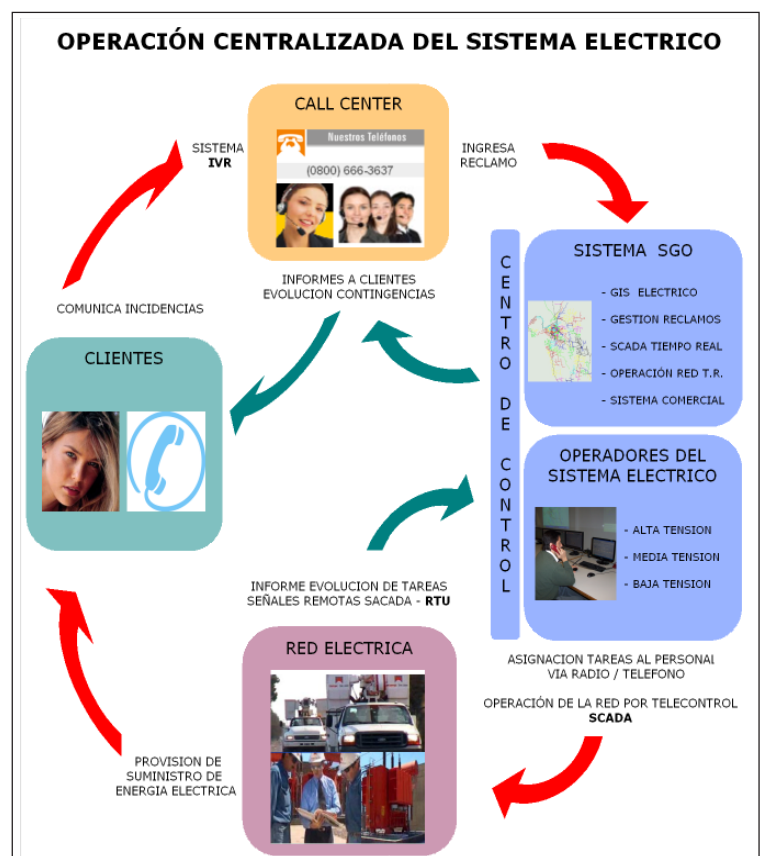 OPERACIÓN CENTRALIZADA DEL SISTEMA ELECTRICO
CALL CENTER
Nuestros Teléfonos
(0800) 666-3637
SISTEMA
IVR
INGRESA
RECLAMO
COMUNICA INCIDENCIAS
INFORMES A CLIENTES
EVOLUCION CONTINGENCIAS
CENTRO DE CONTROL
SISTEMA SGO
- GIS ELECTRICO
- GESTION RECLAMOS
- SCADA TIEMPO REAL
- OPERACIÓN RED T.R.
- SISTEMA COMERCIAL
CLIENTES
OPERADORES DEL
SISTEMA ELECTRICO
- ALTA TENSION
- MEDIA TENSION
- BAJA TENSION
INFORME EVOLUCION DE TAREAS
SEÑALES REMOTAS SACADA - RTU
RED ELECTRICA
ASIGNACION TAREAS AL PERSONAL
VIA RADIO / TELEFONO
OPERACIÓN DE LA RED POR TELECONTROL
SCADA
PROVISION DE
SUMINISTRO DE
ENERGIA ELECTRICA